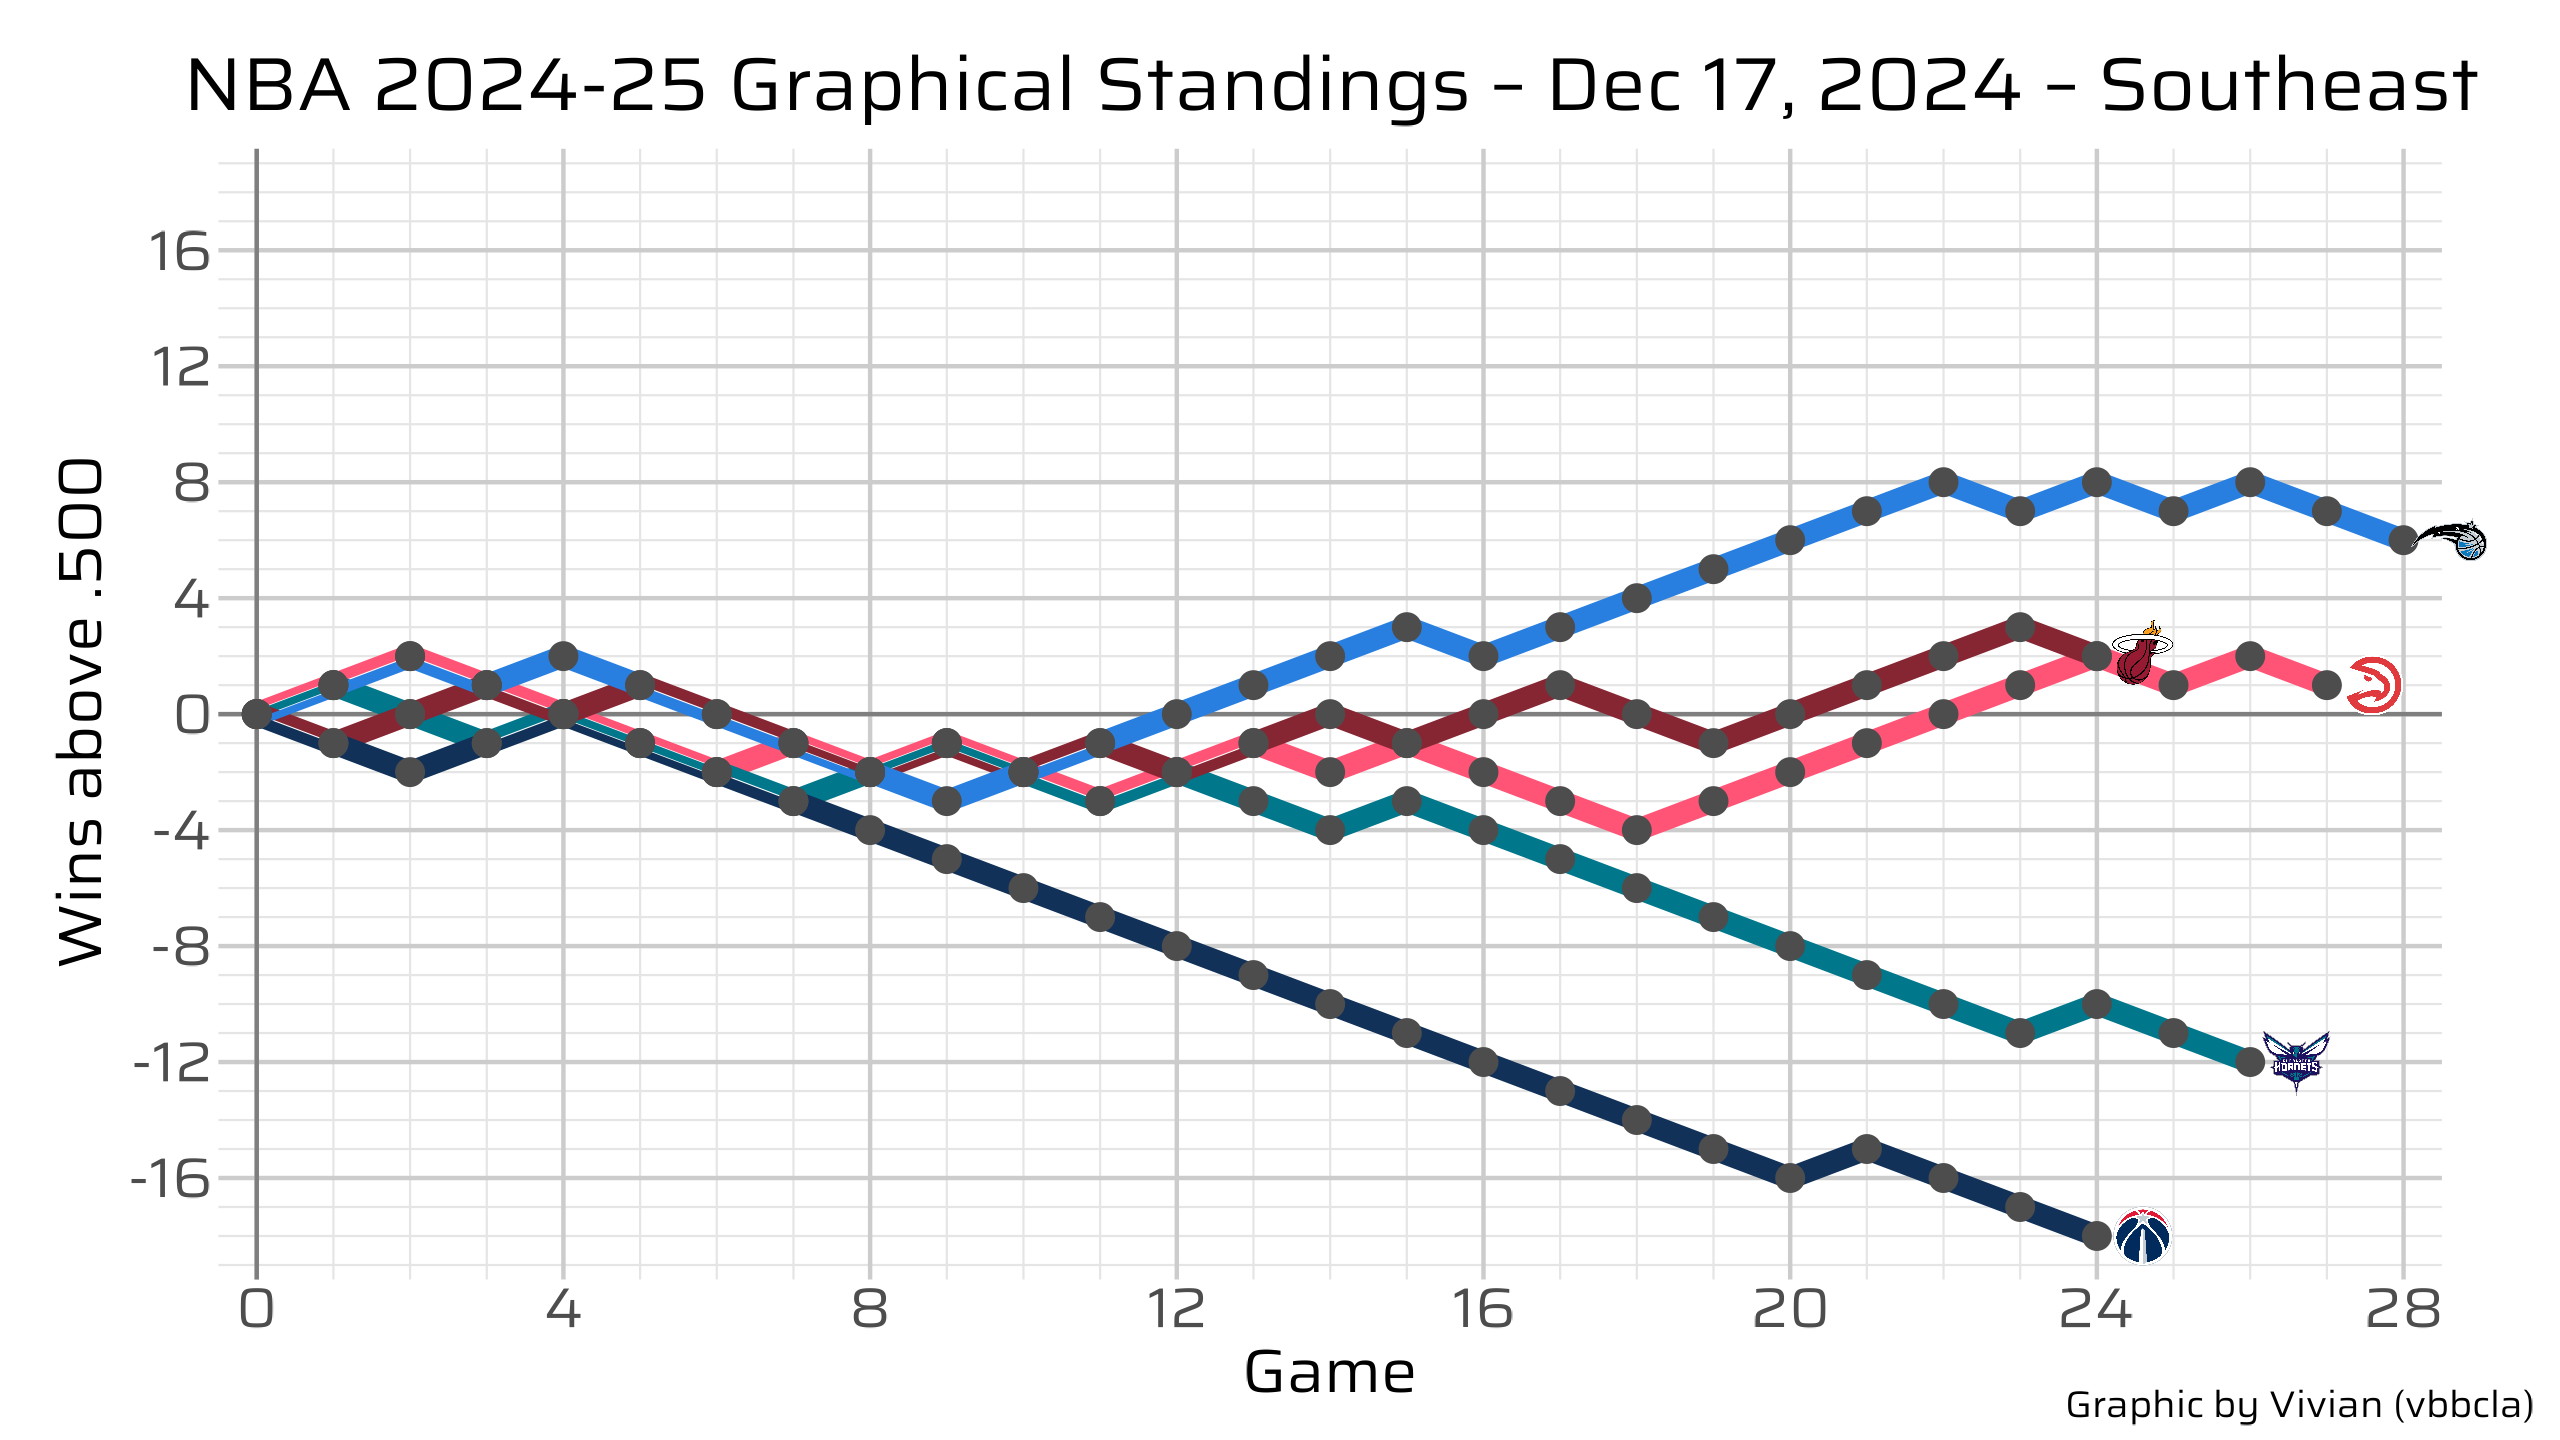 NBA 2024-25 Graphical Standings - Dec 17, 2024 - Southeast
Wins above .500
16
12
8
4
0
-4
-8
-12
-16
HORNETS
0 4 8 12 16 20 24 28
Game
Graphic by Vivian (vbbcla)